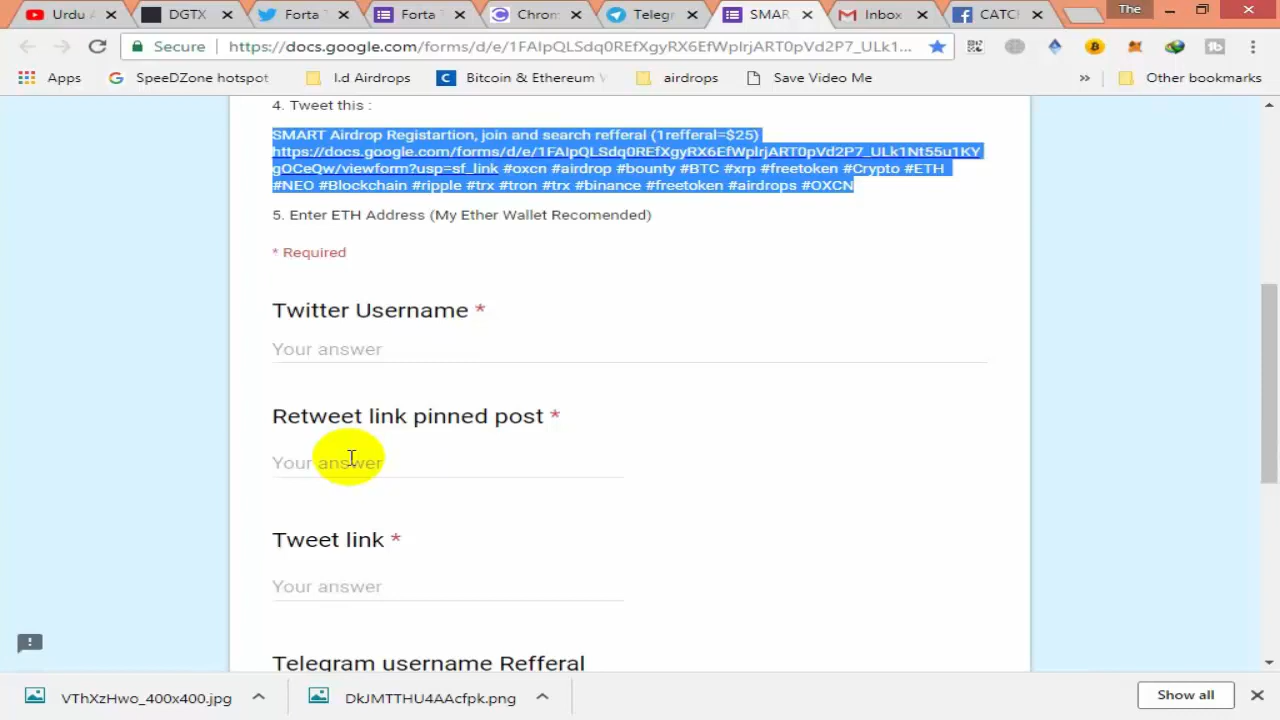 Urdu
DGTX
Forta
Forta
Chron
Telegr
SMAR
Inbox
CATCI
The
Secure
https://docs.google.com/forms/d/e/1FAIpQLSdq0REfXgyRX6EfWplrjART0pVd2P7_ULk1...
Apps
SpeeDZone hotspot
I.d Airdrops
Bitcoin & Ethereum
airdrops
Save Video Me
»
Other bookmarks
4. Tweet this :
SMART Airdrop Registartion, join and search refferal (1refferal=$25)
https://docs.google.com/forms/d/e/1FAIpQLSdq0REfXgyRX6EfWplrjART0pVd2P7_ULk1Nt55u1KY
gOCeQw/viewform?usp=sf_link #oxcn #airdrop #bounty #BTC #xrp #freetoken #Crypto #ETH
#NEO #Blockchain #ripple #trx #tron #trx #binance #freetoken #airdrops #OXCN
5. Enter ETH Address (My Ether Wallet Recomended)
* Required
Twitter Username *
Your answer
Retweet link pinned post *
Your answer
Tweet link *
Your answer
Telegram username Refferal
VThXzHwo_400x400.jpg
DkJMTTHU4AAcfpk.png
Show all